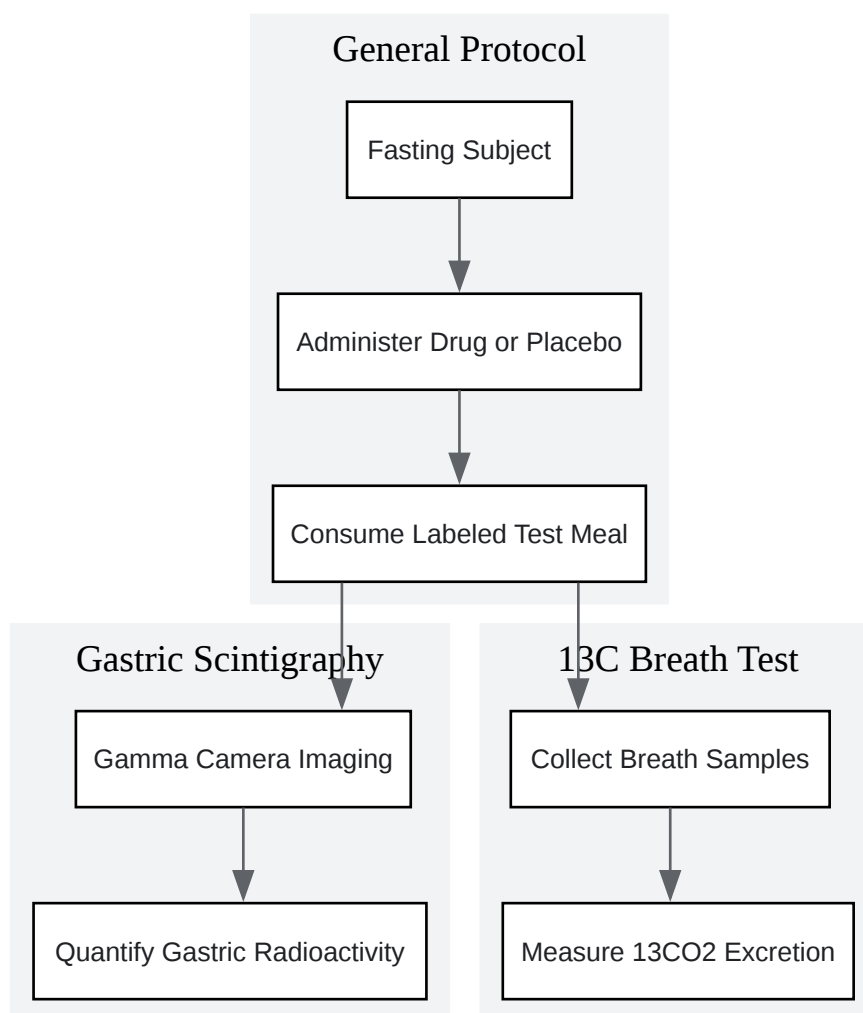 General Protocol
Fasting Subject
Administer Drug or Placebo
Consume Labeled Test Meal
Gastric Scintigraphy
Gamma Camera Imaging
Quantify Gastric Radioactivity
13C Breath Test
Collect Breath Samples
Measure 13CO2 Excretion